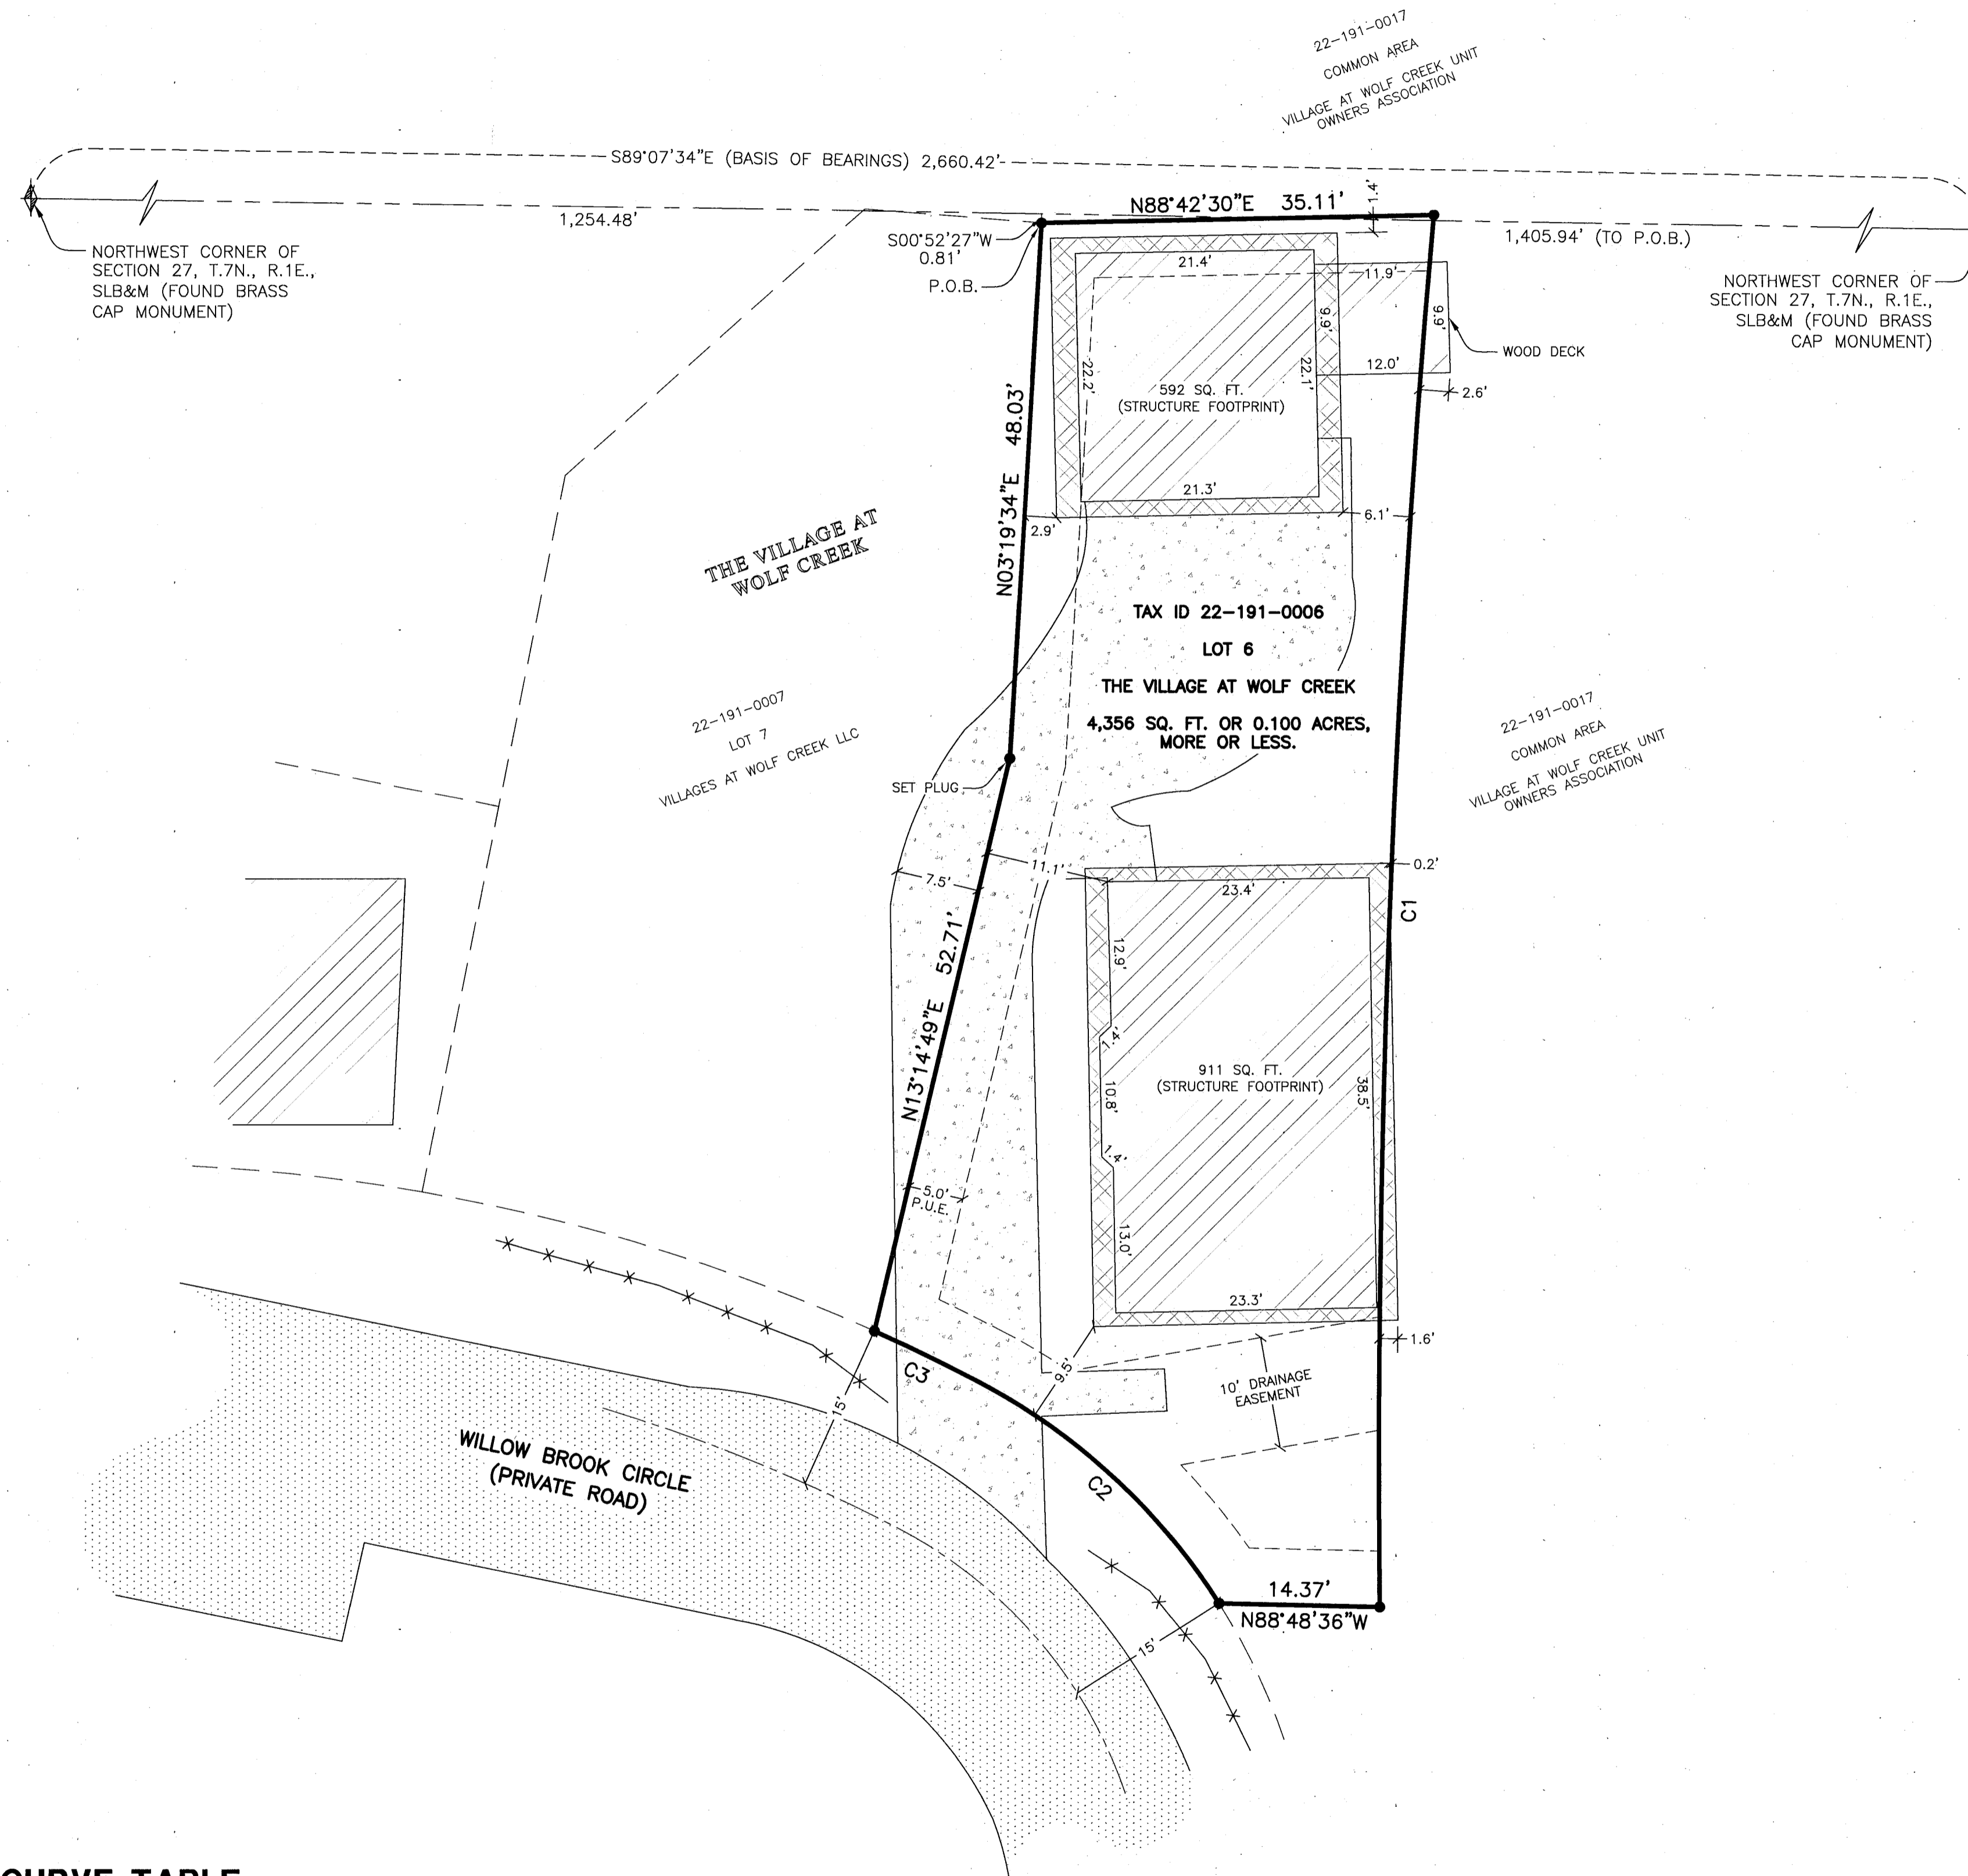 22-191-0017
COMMON AREA
VILLAGE AT WOLF CREEK UNIT
OWNERS ASSOCIATION
S89°07'34"E (BASIS OF BEARINGS) 2,660.42'
1,254.48'
N88°42'30"E 35.11'
1.4'
1,405.94' (TO P.O.B.)
S00°52'27"W
0.81'
P.O.B.
NORTHWEST CORNER OF
SECTION 27, T.7N., R.1E.,
SLB&M (FOUND BRASS
CAP MONUMENT)
NORTHWEST CORNER OF
SECTION 27, T.7N., R.1E.,
SLB&M (FOUND BRASS
CAP MONUMENT)
21.4'
11.9'
9.9'
9.9'
WOOD DECK
22.2'
22.1'
12.0'
2.6'
592 SQ. FT.
(STRUCTURE FOOTPRINT)
21.3'
N03°19'34"E 48.03'
2.9'
6.1'
THE VILLAGE AT
WOLF CREEK
TAX ID 22-191-0006
LOT 6
THE VILLAGE AT WOLF CREEK
4,356 SQ. FT. OR 0.100 ACRES,
MORE OR LESS.
22-191-0007
LOT 7
VILLAGES AT WOLF CREEK LLC
22-191-0017
COMMON AREA
VILLAGE AT WOLF CREEK UNIT
OWNERS ASSOCIATION
SET PLUG
11.1'
7.5'
0.2'
23.4'
C1
N13°14'49"E 52.71'
12.9'
1.4'
10.8'
38.5'
911 SQ. FT.
(STRUCTURE FOOTPRINT)
1.4'
5.0'
P.U.E.
13.0'
23.3'
1.6'
C3
9.5'
10' DRAINAGE
EASEMENT
15'
WILLOW BROOK CIRCLE
(PRIVATE ROAD)
C2
14.37'
N88°48'36"W
15'
CURVE TABLE